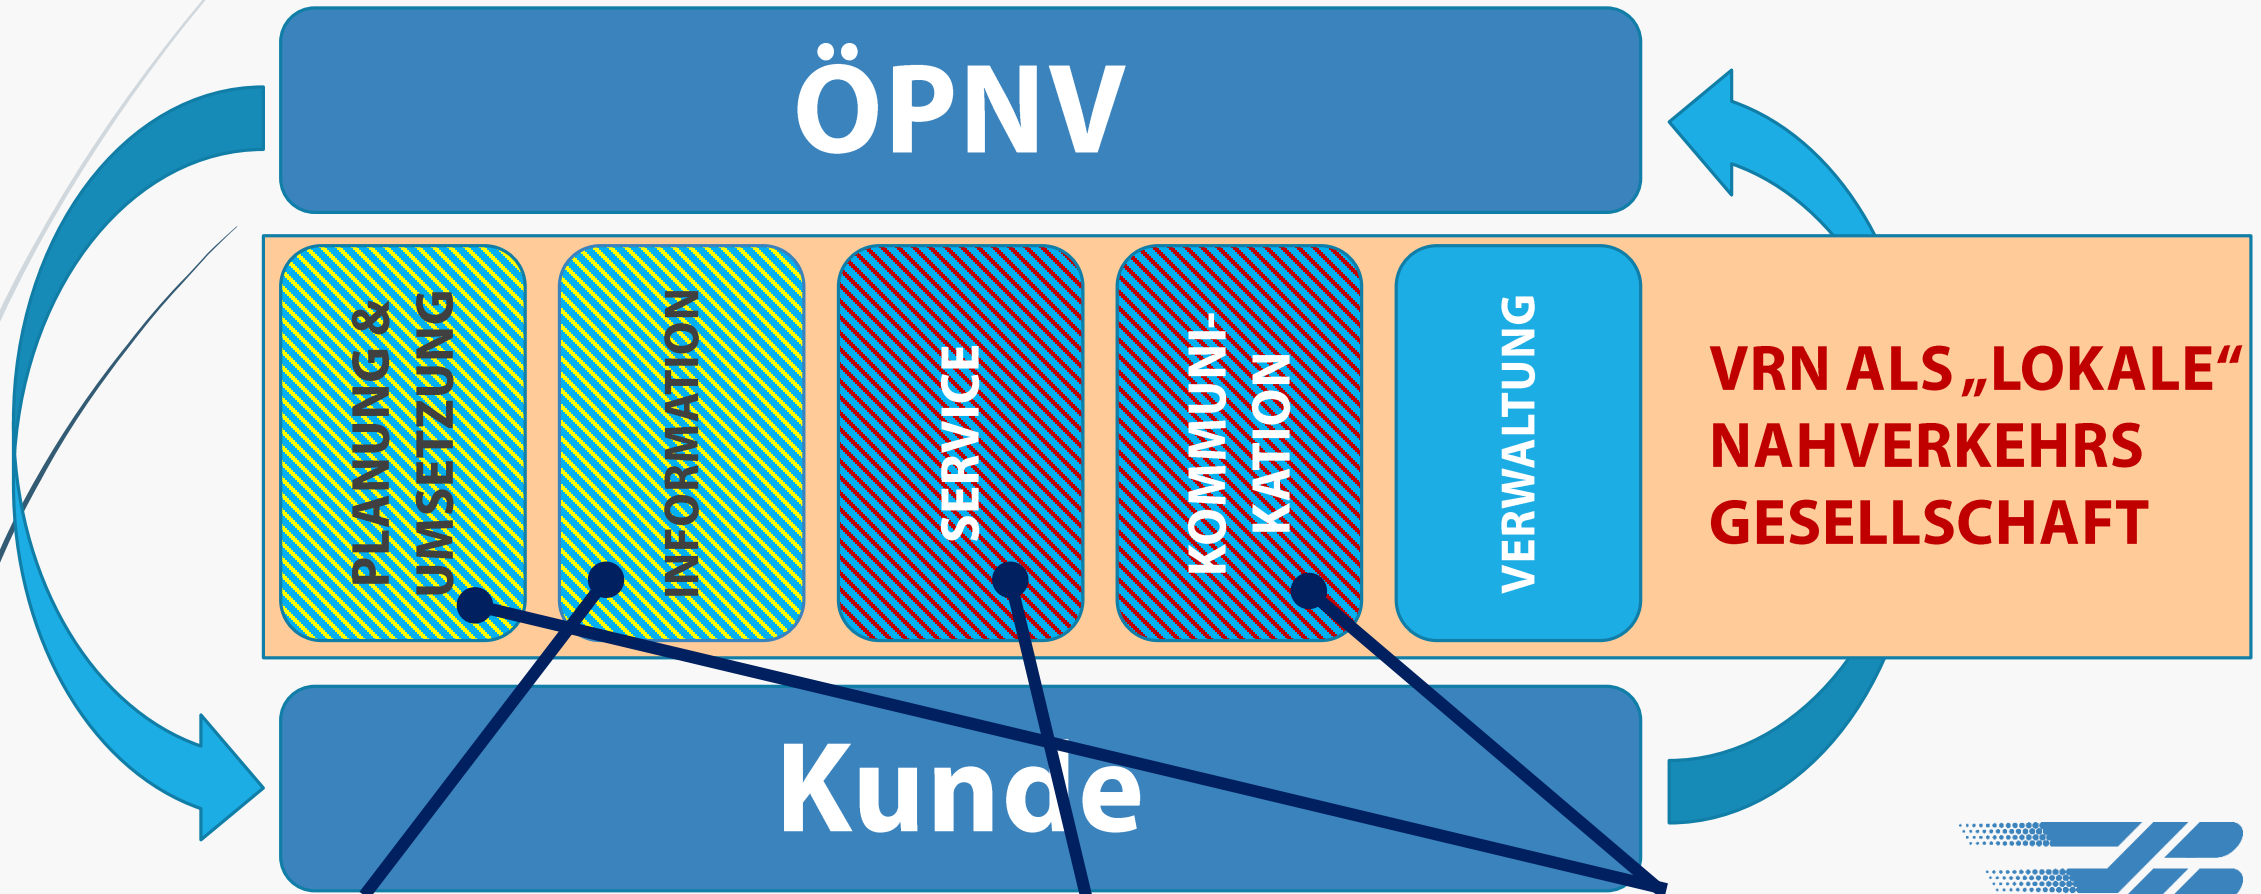 ÖPNV
PLANUNG &
UMSETZUNG
INFORMATION
SERVICE
KOMMUNI-
KATION
VERWALTUNG
VRN ALS „LOKALE“
NAHVERKEHRS
GESELLSCHAFT
Kunde